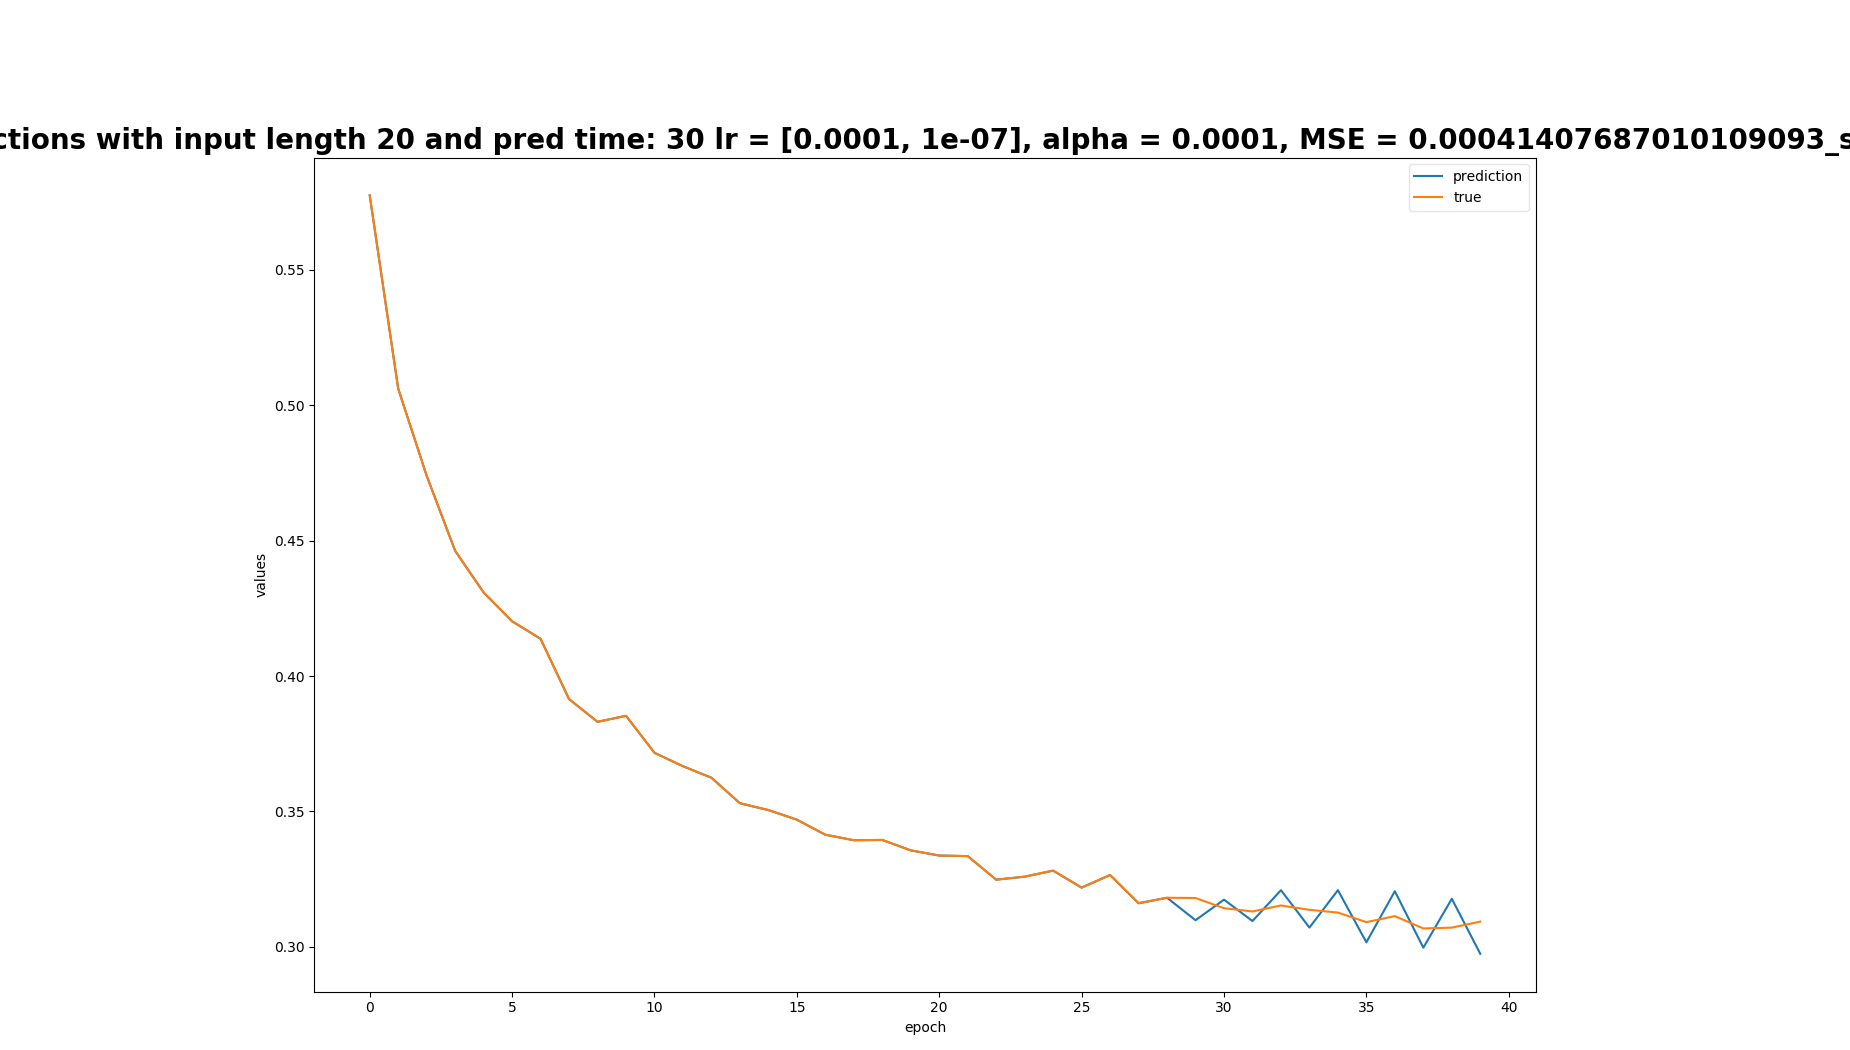 ctions with input length 20 and pred time: 30 lr = [0.0001, 1e-07], alpha = 0.0001, MSE = 0.00041407687010109093_s
prediction
true
0.55
0.50
0.45
0.40
0.35
0.30
values
0 5 10 15 20 25 30 35 40
epoch